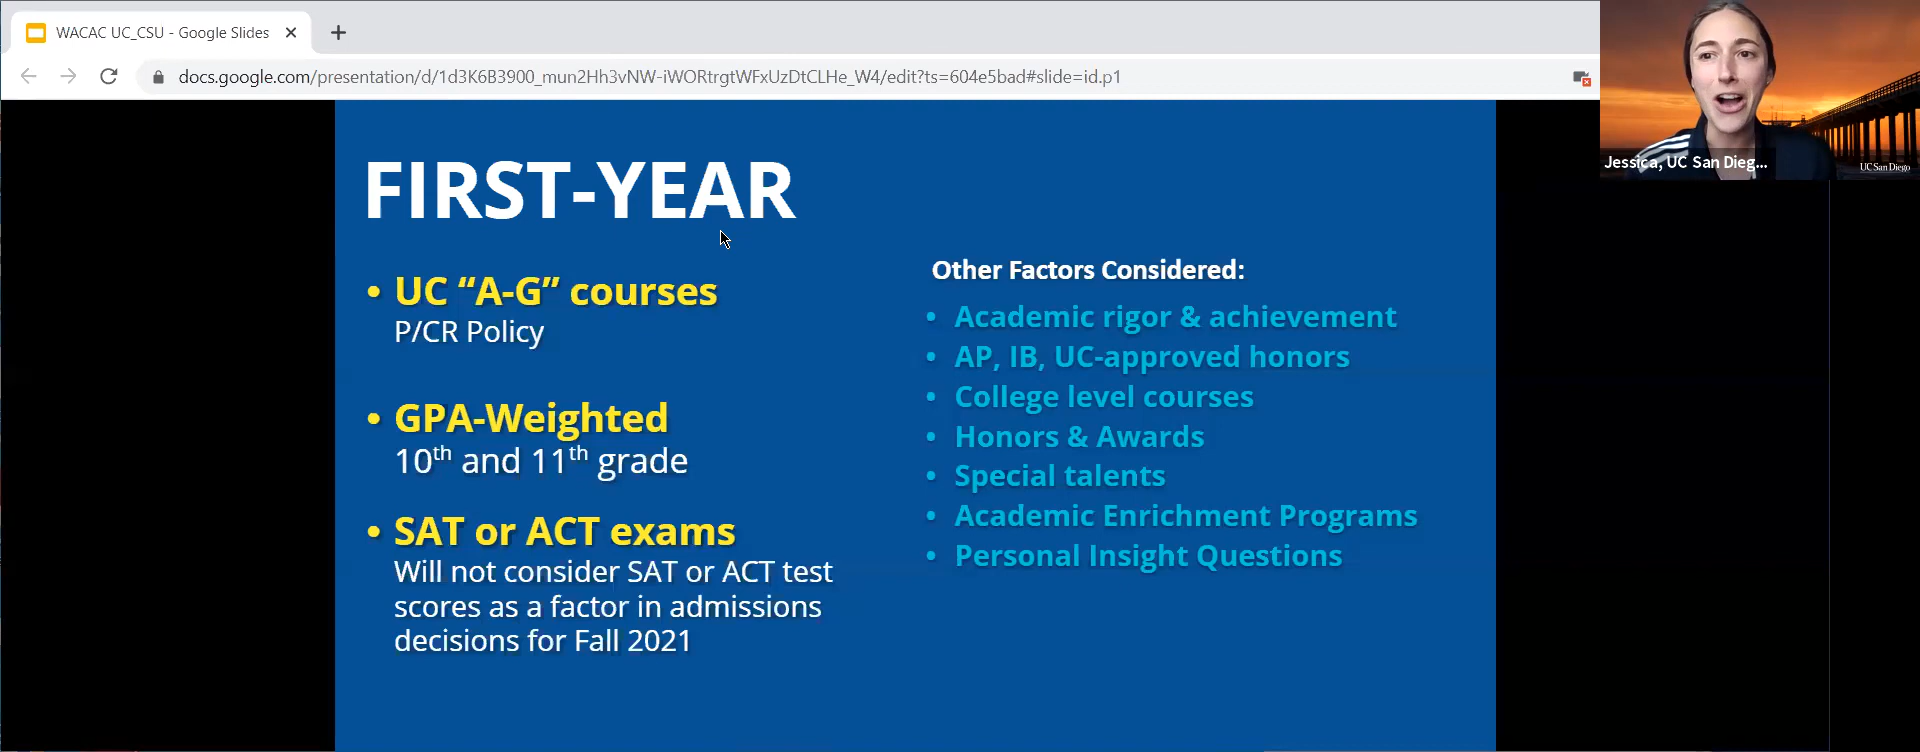 WACAC UC_CSU - Google Slides
docs.google.com/presentation/d/1d3K6B3900_mun2Hh3vNW-iWORtrgtWFxUzDtCLHe_W4/edit?ts=604e5bad#slide=id.p1
Jessica, UC San Dieg...
UC San Diego
FIRST-YEAR
• UC “A-G” courses
P/CR Policy
• GPA-Weighted
10th and 11th grade
• SAT or ACT exams
Will not consider SAT or ACT test
scores as a factor in admissions
decisions for Fall 2021
Other Factors Considered:
• Academic rigor & achievement
• AP, IB, UC-approved honors
• College level courses
• Honors & Awards
• Special talents
• Academic Enrichment Programs
• Personal Insight Questions